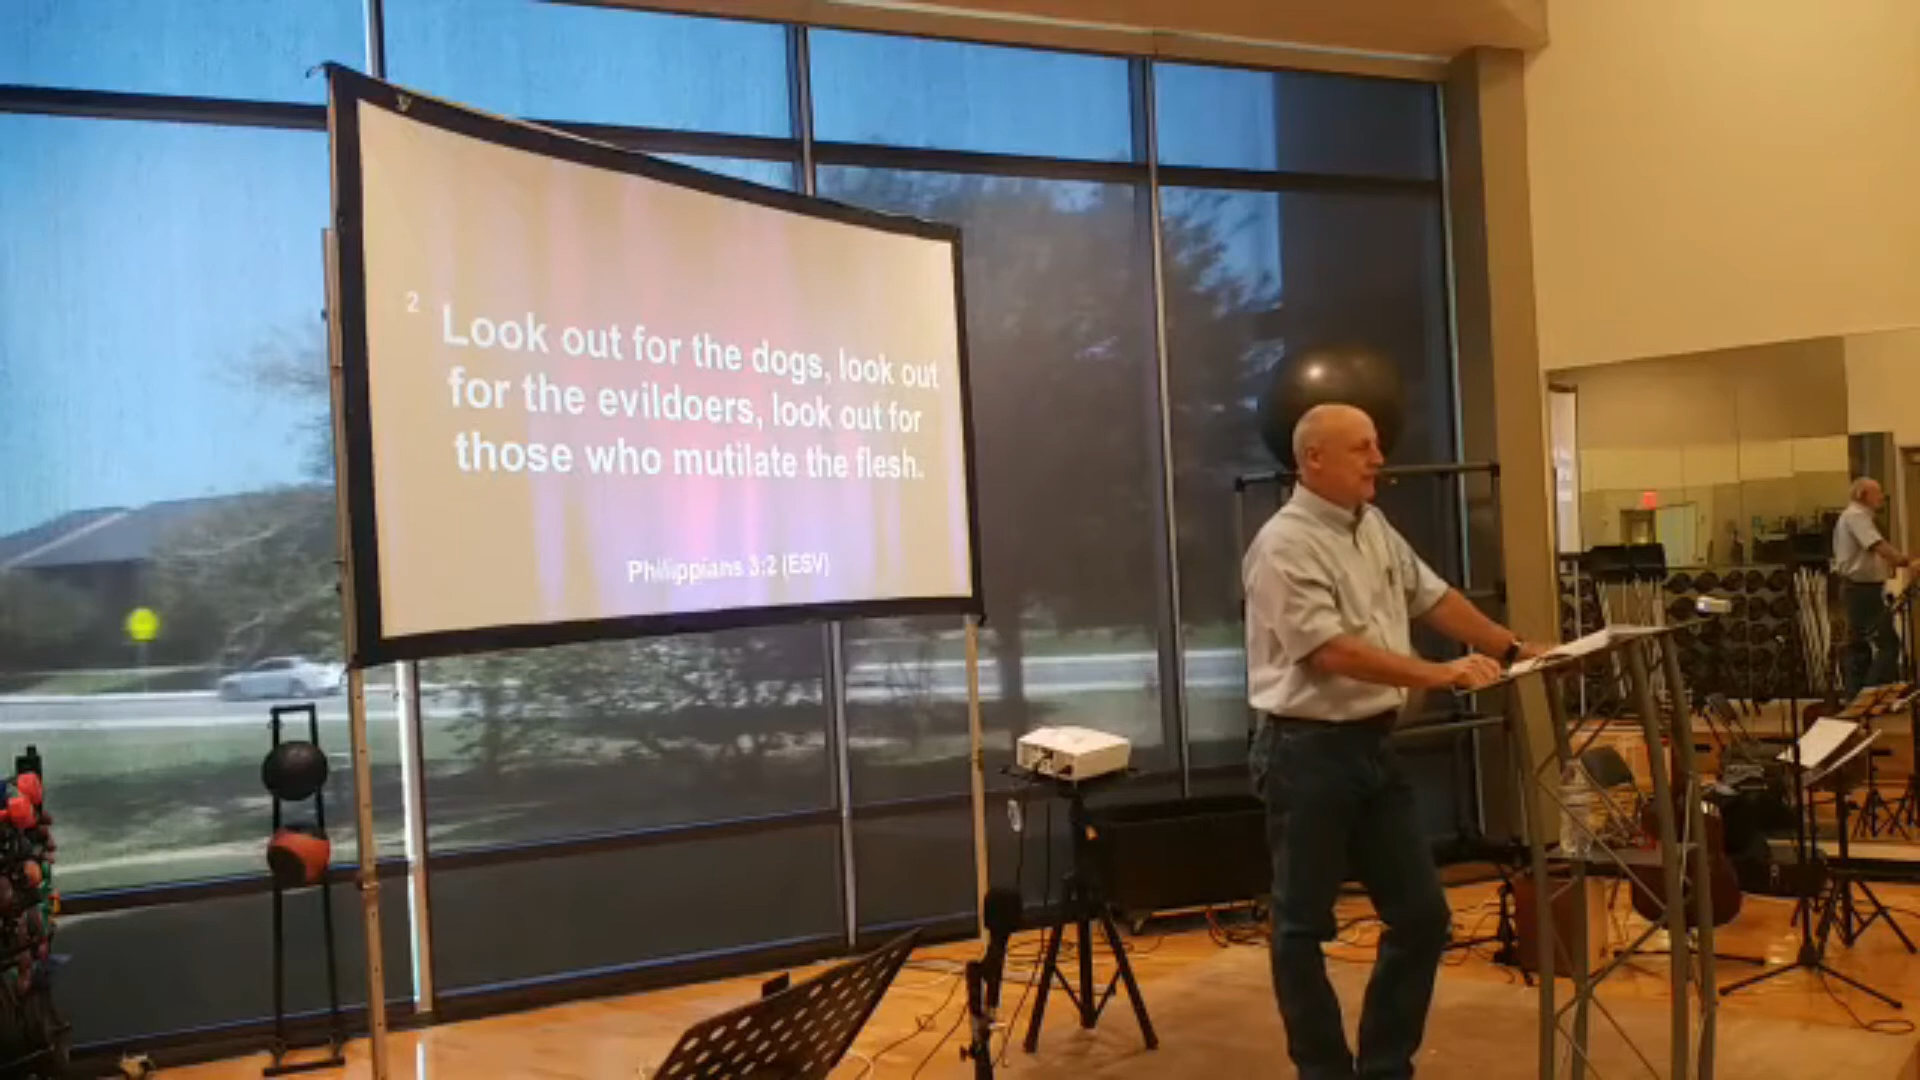 2
Look out for the dogs, look out
for the evildoers, look out for
those who mutilate the flesh.
Philippians 3:2 (ESV)